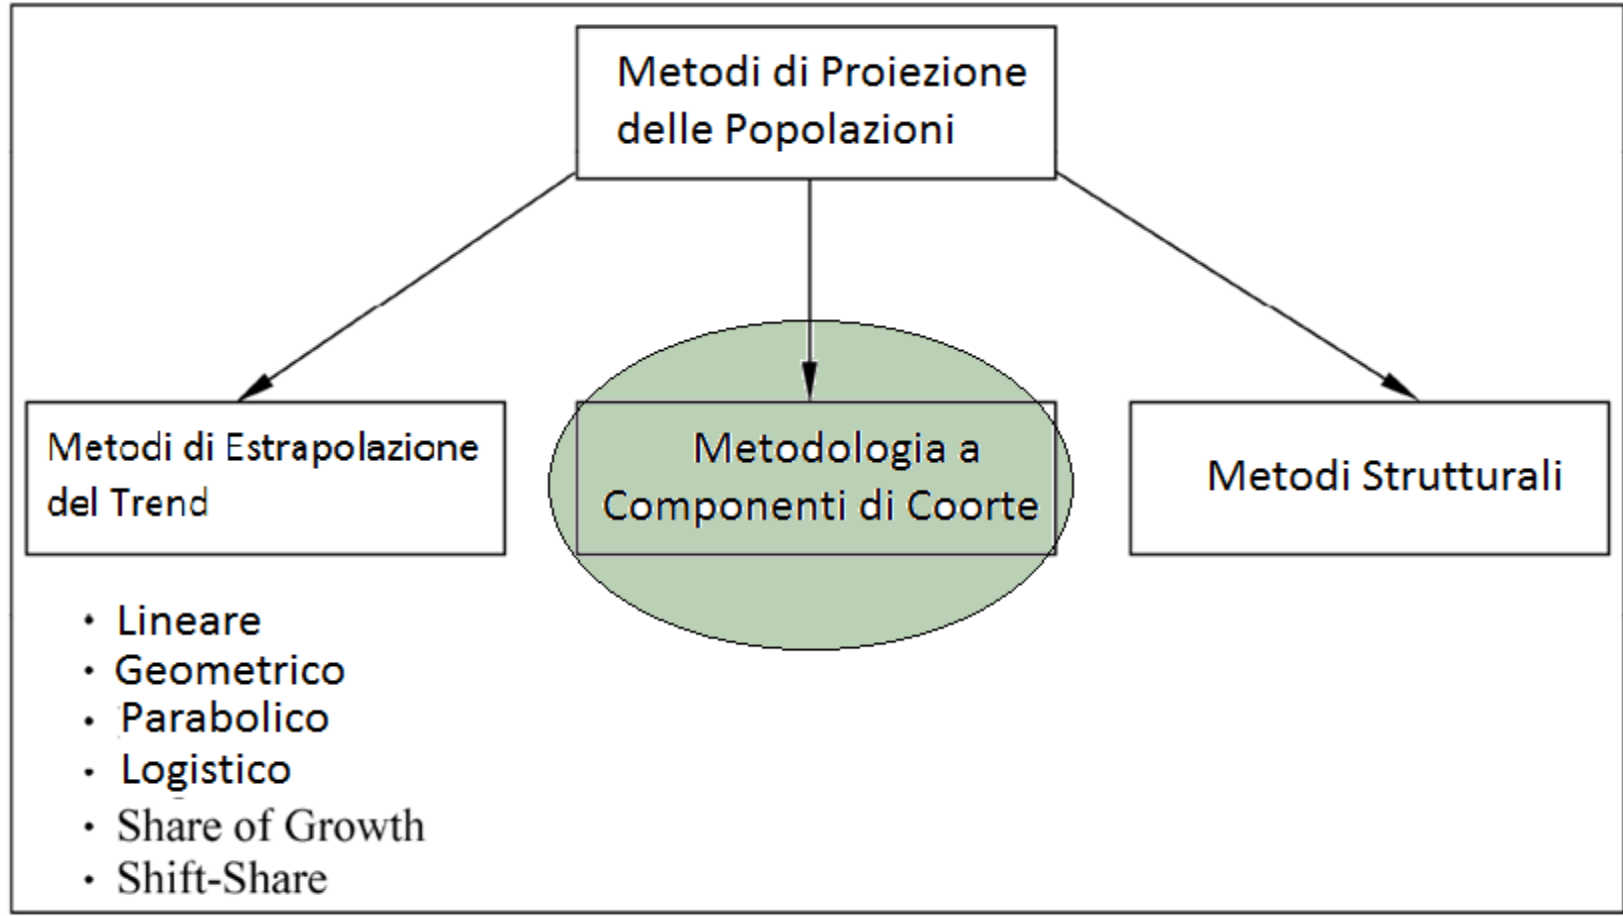 Metodi di Proiezione
delle Popolazioni
Metodi di Estrapolazione
del Trend
Metodologia a
Componenti di Coorte
Metodi Strutturali
· Lineare
· Geometrico
· Parabolico
· Logistico
· Share of Growth
· Shift-Share